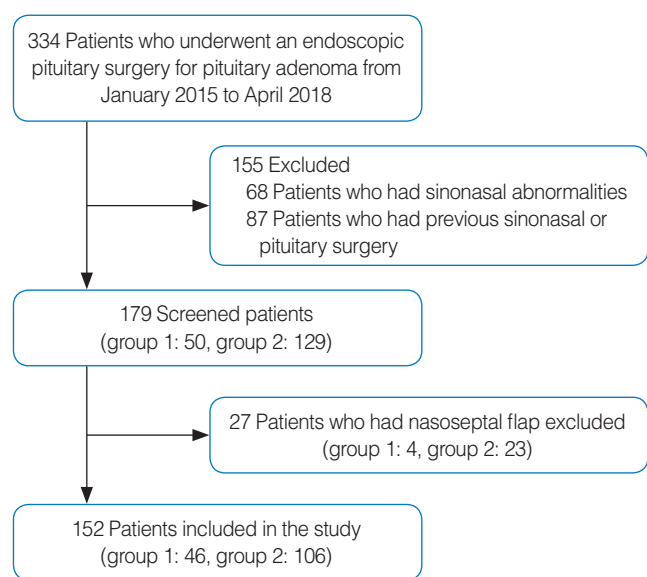 334 Patients who underwent an endoscopic
pituitary surgery for pituitary adenoma from
January 2015 to April 2018
155 Excluded
68 Patients who had sinonasal abnormalities
87 Patients who had previous sinonasal or
pituitary surgery
179 Screened patients
(group 1: 50, group 2: 129)
27 Patients who had nasoseptal flap excluded
(group 1: 4, group 2: 23)
152 Patients included in the study
(group 1: 46, group 2: 106)